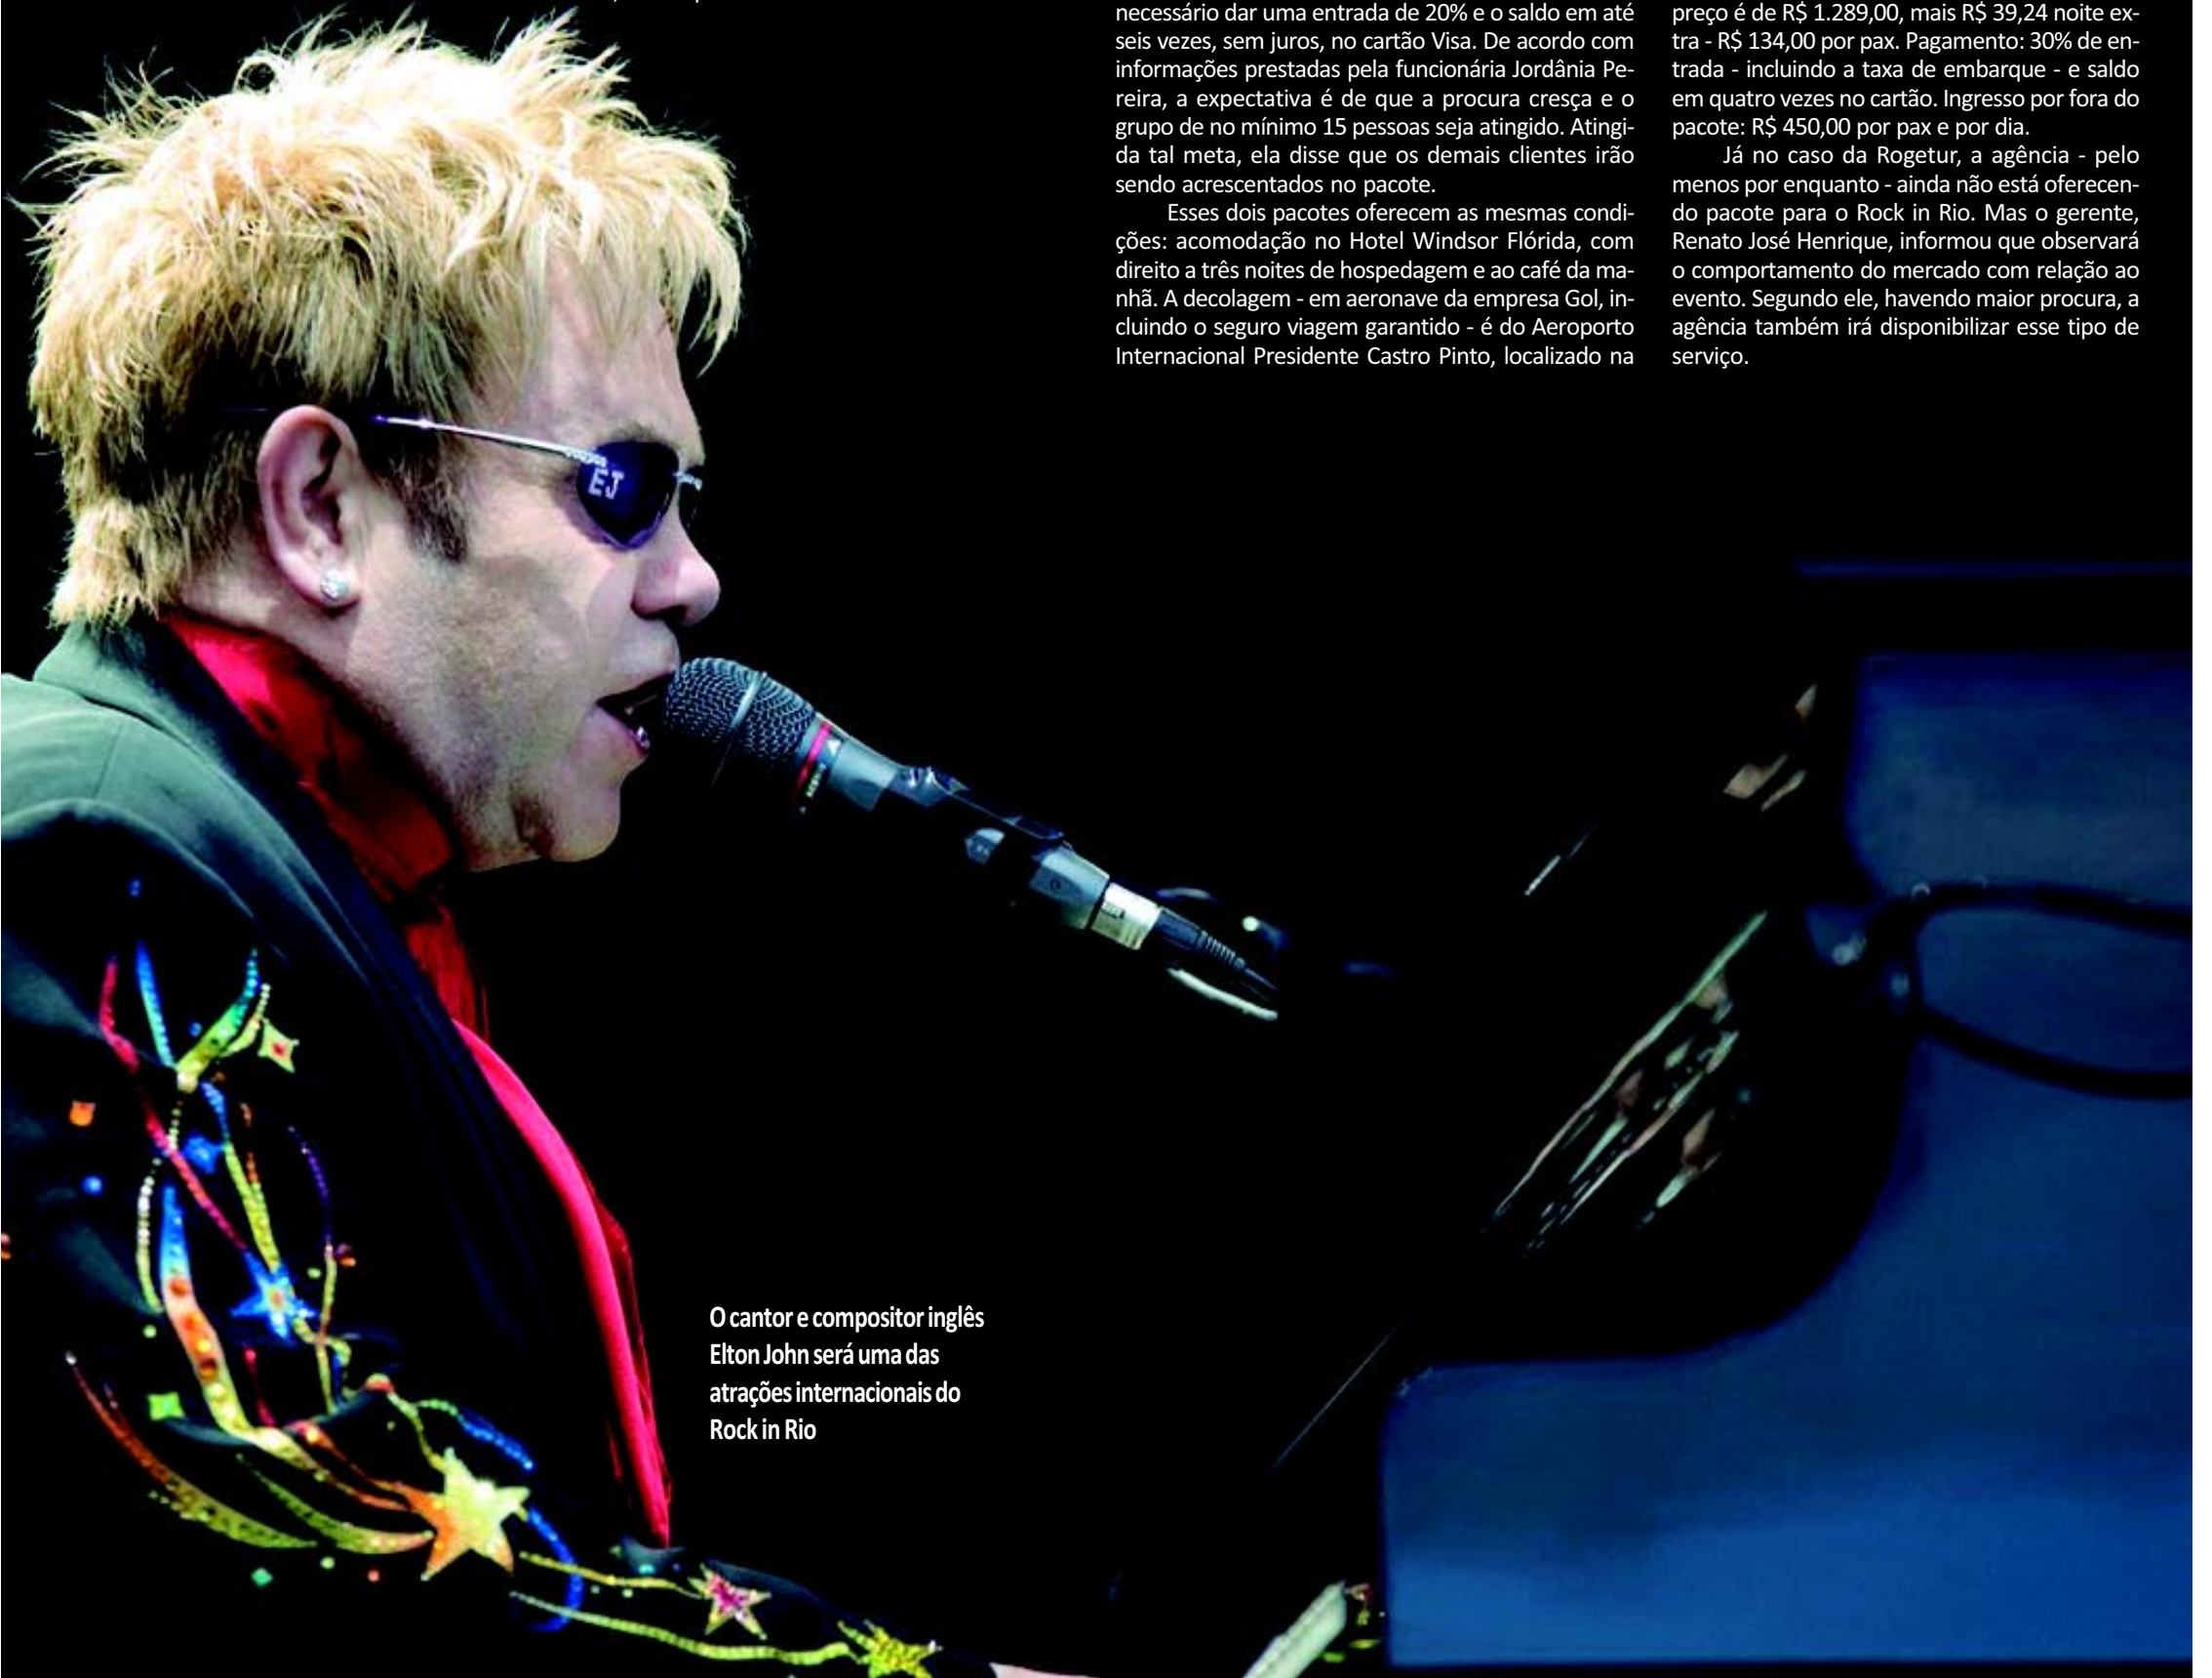 necessário dar uma entrada de 20% e o saldo em até
seis vezes, sem juros, no cartão Visa. De acordo com
informações prestadas pela funcionária Jordânia Pe-
reira, a expectativa é de que a procura cresça e o
grupo de no mínimo 15 pessoas seja atingido. Atingi-
da tal meta, ela disse que os demais clientes irão
sendo acrescentados no pacote.
Esses dois pacotes oferecem as mesmas condi-
ções: acomodação no Hotel Windsor Flórida, com
direito a três noites de hospedagem e ao café da ma-
nhã. A decolagem - em aeronave da empresa Gol, in-
cluindo o seguro viagem garantido - é do Aeroporto
Internacional Presidente Castro Pinto, localizado na
preço é de R$ 1.289,00, mais R$ 39,24 noite ex-
tra - R$ 134,00 por pax. Pagamento: 30% de en-
trada - incluindo a taxa de embarque - e saldo
em quatro vezes no cartão. Ingresso por fora do
pacote: R$ 450,00 por pax e por dia.
Já no caso da Rogetur, a agência - pelo
menos por enquanto - ainda não está oferecen-
do pacote para o Rock in Rio. Mas o gerente,
Renato José Henrique, informou que observará
o comportamento do mercado com relação ao
evento. Segundo ele, havendo maior procura, a
agência também irá disponibilizar esse tipo de
serviço.
EJ
O cantor e compositor inglês
Elton John será uma das
atrações internacionais do
Rock in Rio